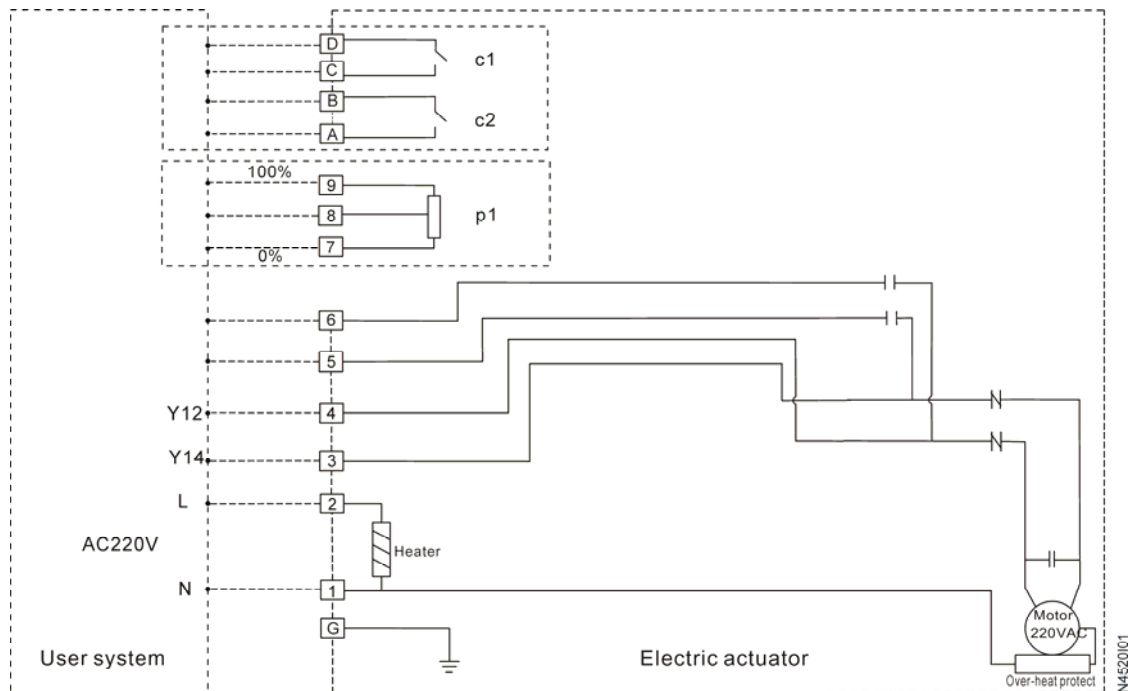 D
c1
C
B
c2
A
100%
9
8
p1
7
0%
6
5
Y12
4
Y14
3
L
2
AC220V
Heater
N
1
Motor
220VAC
G
User system
Electric actuator
Over-heat protect
N4520I01